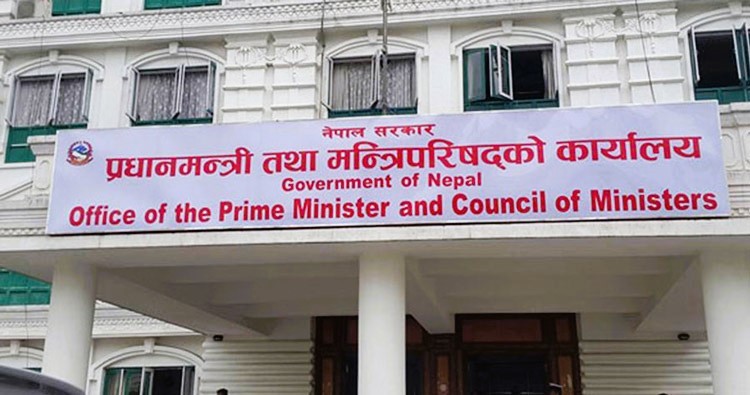 नेपाल सरकार
प्रधानमन्त्री तथा मन्त्रिपरिषद‌को कार्यालय
Government of Nepal
Office of the Prime Minister and Council of Ministers